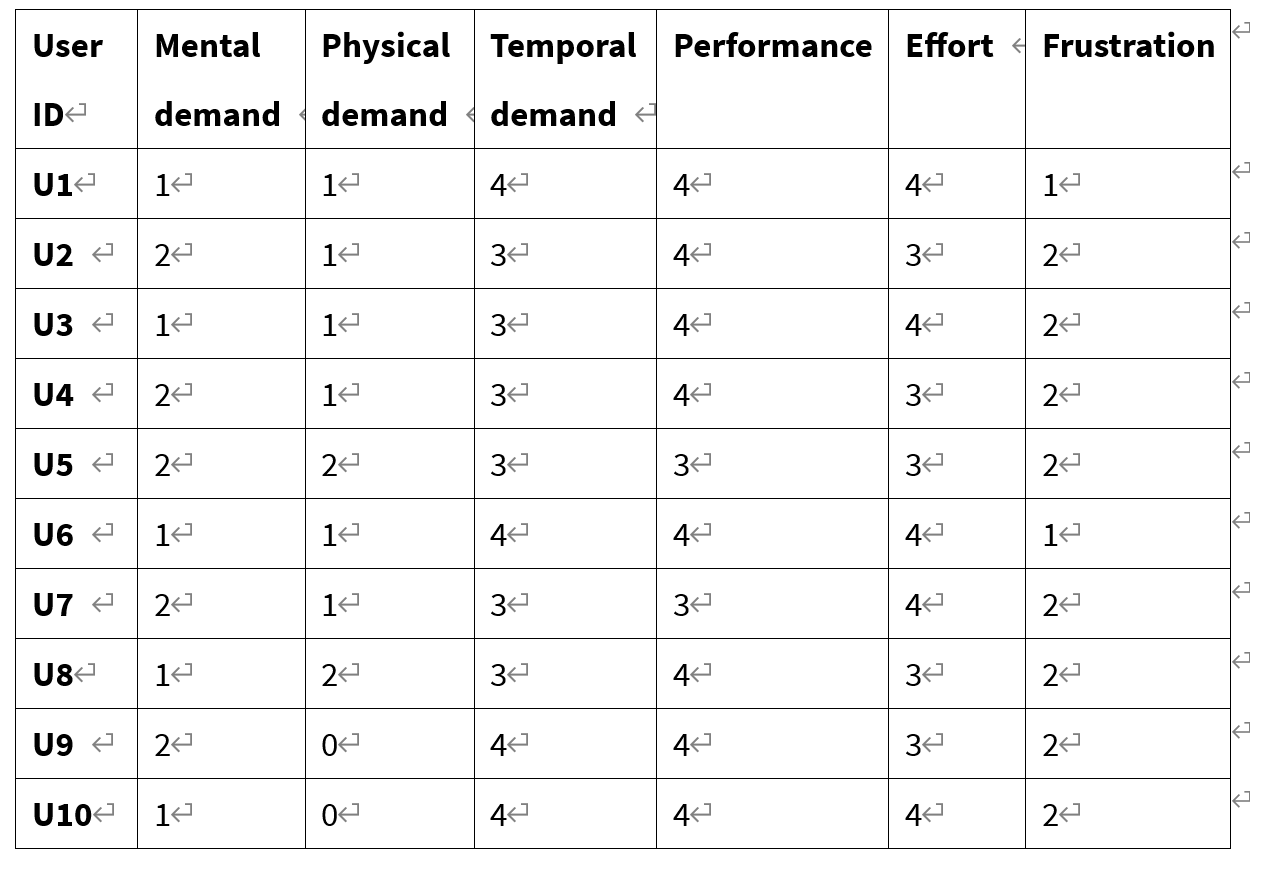 User ID Mental demand Physical demand Temporal demand Performance Effort Frustration
U1 1 1 4 4 4 1
U2 2 1 3 4 3 2
U3 1 1 3 4 4 2
U4 2 1 3 4 3 2
U5 2 2 3 3 3 2
U6 1 1 4 4 4 1
U7 2 1 3 3 4 2
U8 1 2 3 4 3 2
U9 2 0 4 4 3 2
U10 1 0 4 4 4 2